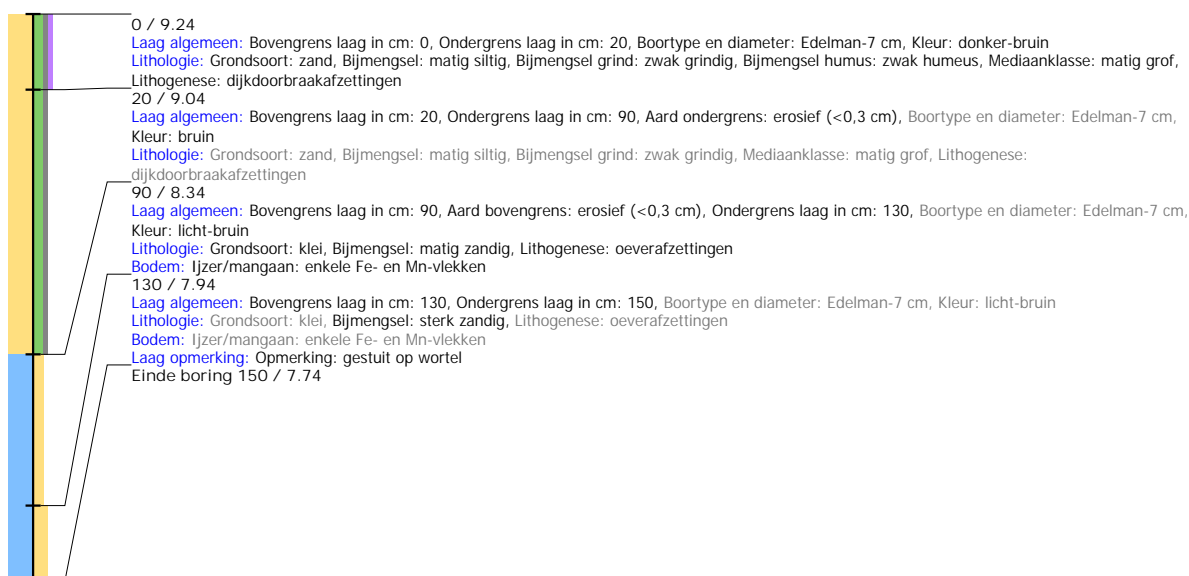 0 / 9.24
Laag algemeen: Bovengrens laag in cm: 0, Ondergrens laag in cm: 20, Boortype en diameter: Edelman-7 cm, Kleur: donker-bruin
Lithologie: Grondsoort: zand, Bijmengsel: matig siltig, Bijmengsel grind: zwak grindig, Bijmengsel humus: zwak humeus, Mediaanklasse: matig grof,
Lithogenese: dijkdoorbraakafzettingen
20 / 9.04
Laag algemeen: Bovengrens laag in cm: 20, Ondergrens laag in cm: 90, Aard ondergrens: erosief (<0,3 cm), Boortype en diameter: Edelman-7 cm,
Kleur: bruin
Lithologie: Grondsoort: zand, Bijmengsel: matig siltig, Bijmengsel grind: zwak grindig, Mediaanklasse: matig grof, Lithogenese:
dijkdoorbraakafzettingen
90 / 8.34
Laag algemeen: Bovengrens laag in cm: 90, Aard bovengrens: erosief (<0,3 cm), Ondergrens laag in cm: 130, Boortype en diameter: Edelman-7 cm,
Kleur: licht-bruin
Lithologie: Grondsoort: klei, Bijmengsel: matig zandig, Lithogenese: oeverafzettingen
Bodem: Ijzer/mangaan: enkele Fe- en Mn-vlekken
130 / 7.94
Laag algemeen: Bovengrens laag in cm: 130, Ondergrens laag in cm: 150, Boortype en diameter: Edelman-7 cm, Kleur: licht-bruin
Lithologie: Grondsoort: klei, Bijmengsel: sterk zandig, Lithogenese: oeverafzettingen
Bodem: Ijzer/mangaan: enkele Fe- en Mn-vlekken
Laag opmerking: Opmerking: gestuit op wortel
Einde boring 150 / 7.74